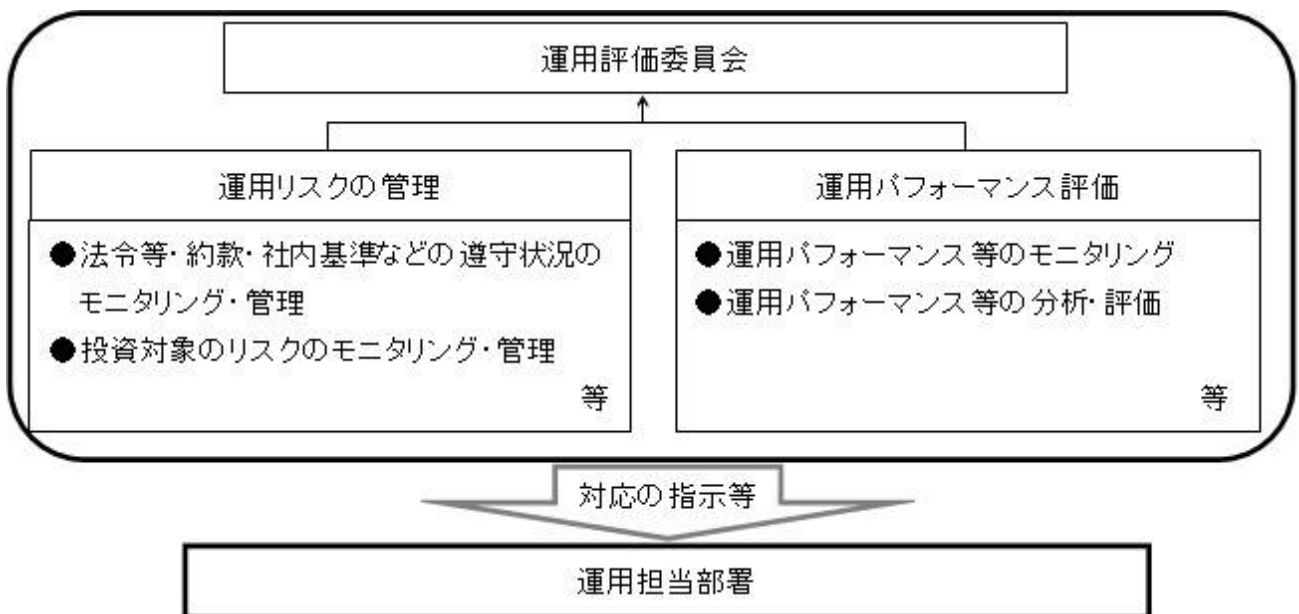 運用評価委員会
運用リスクの管理
●法令等・約款・社内基準などの遵守状況の
モニタリング・管理
●投資対象のリスクのモニタリング・管理
等
運用パフォーマンス評価
●運用パフォーマンス等のモニタリング
●運用パフォーマンス等の分析・評価
等
対応の指示等
運用担当部署